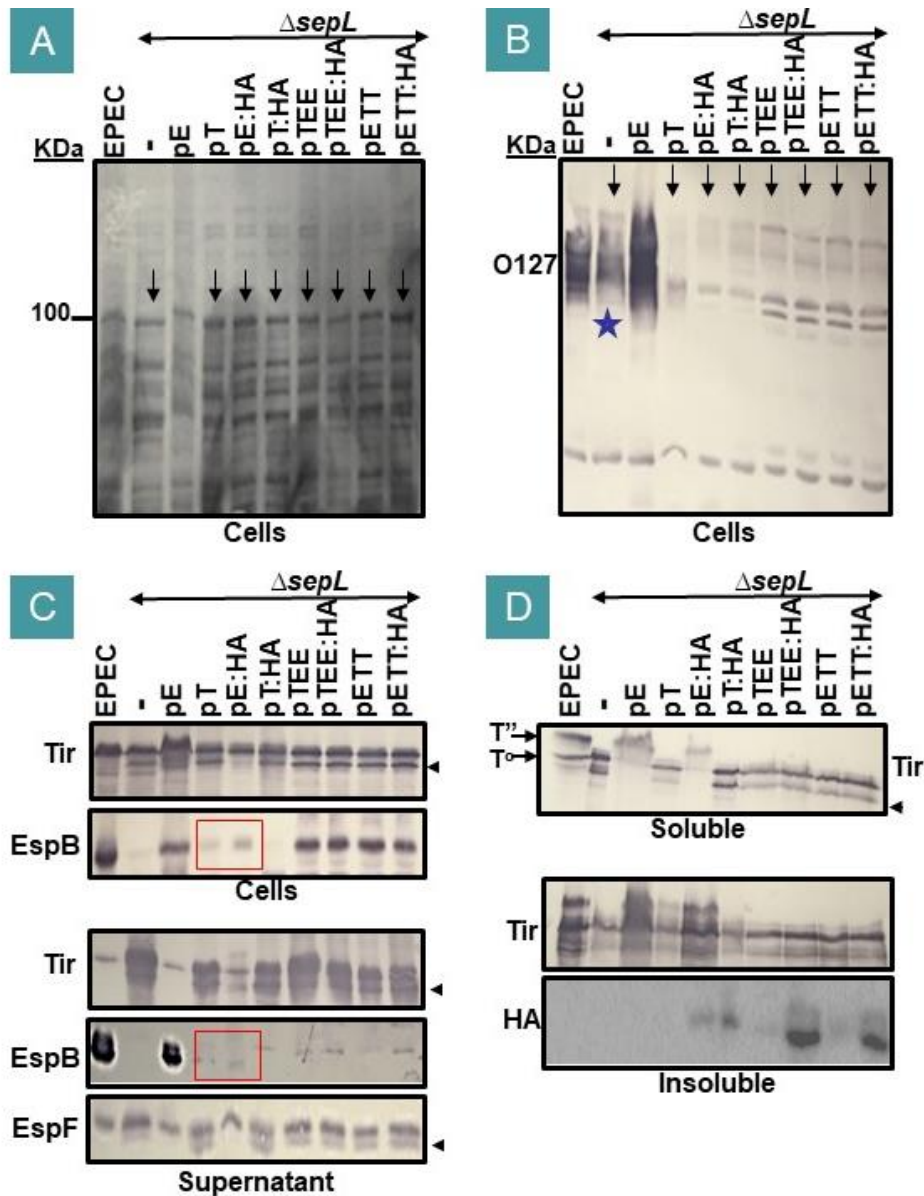 A
ΔsepL
KDa
EPEC
-
pE
pT
pE:HA
pT:HA
pTEE
pTEE:HA
pETT
pETT:HA
100
Cells
B
ΔsepL
KDa
EPEC
-
pE
pT
pE:HA
pT:HA
pTEE
pTEE:HA
pETT
pETT:HA
O127
Cells
C
ΔsepL
EPEC
-
pE
pT
pE:HA
pT:HA
pTEE
pTEE:HA
pETT
pETT:HA
Tir
EspB
Cells
Tir
EspB
EspF
Supernatant
D
ΔsepL
EPEC
-
pE
pT
pE:HA
pT:HA
pTEE
pTEE:HA
pETT
pETT:HA
T”
Tº
Tir
Soluble
Tir
HA
Insoluble